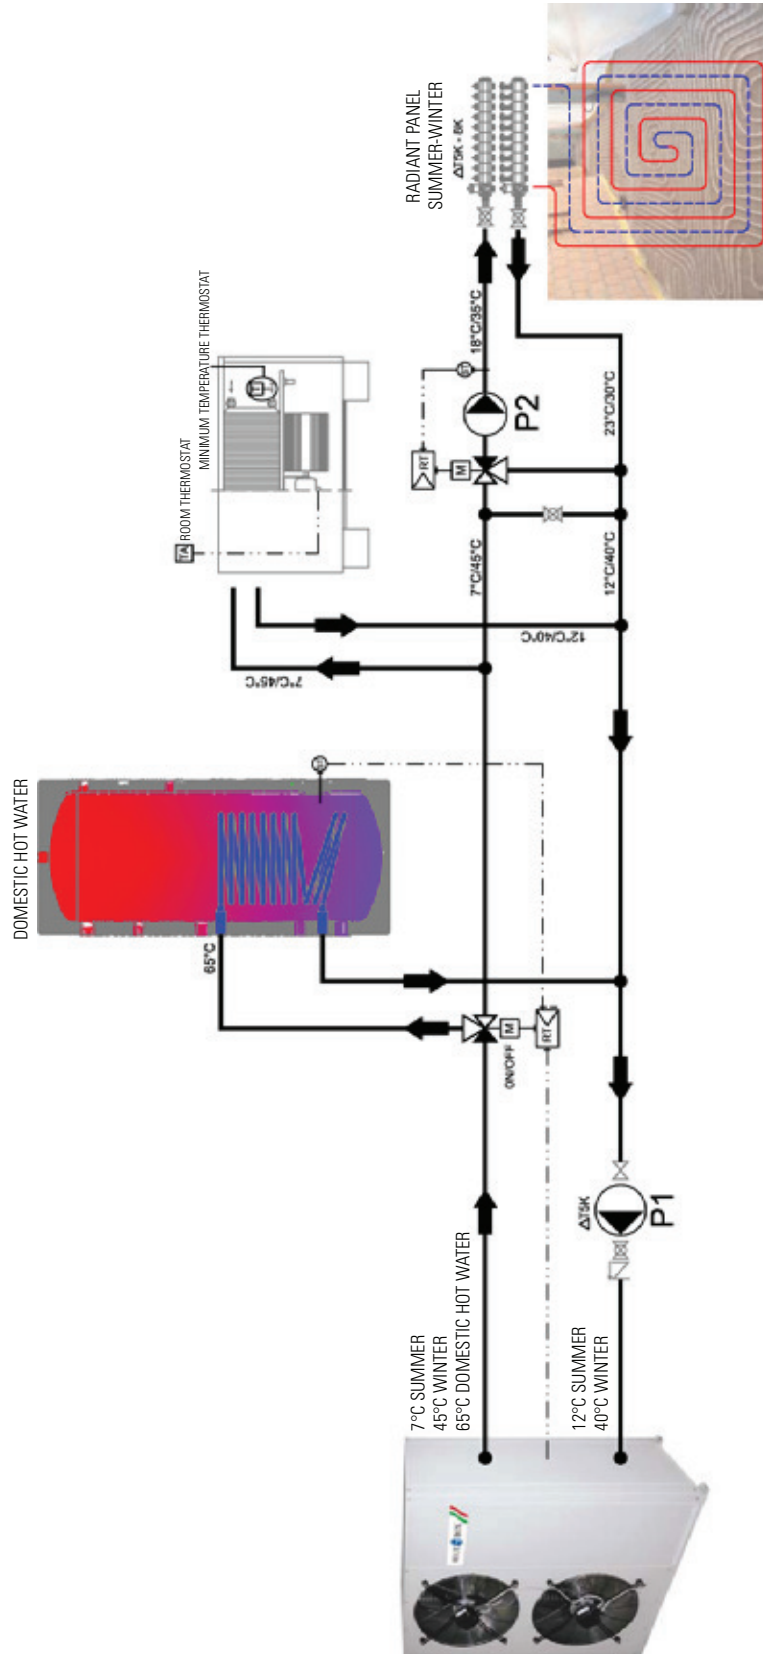 RADIANT PANEL
SUMMER-WINTER
ΔT5K - 8K
ROOM THERMOSTAT
MINIMUM TEMPERATURE THERMOSTAT
TA
T
18°C/35°C
ST
RT
M
P2
23°C/30°C
7°C/45°C
12°C/40°C
12°C/40°C
7°C/45°C
DOMESTIC HOT WATER
65°C
ST
M
ON/OFF
RT
ΔT5K
P1
7°C SUMMER
45°C WINTER
65°C DOMESTIC HOT WATER
12°C SUMMER
40°C WINTER